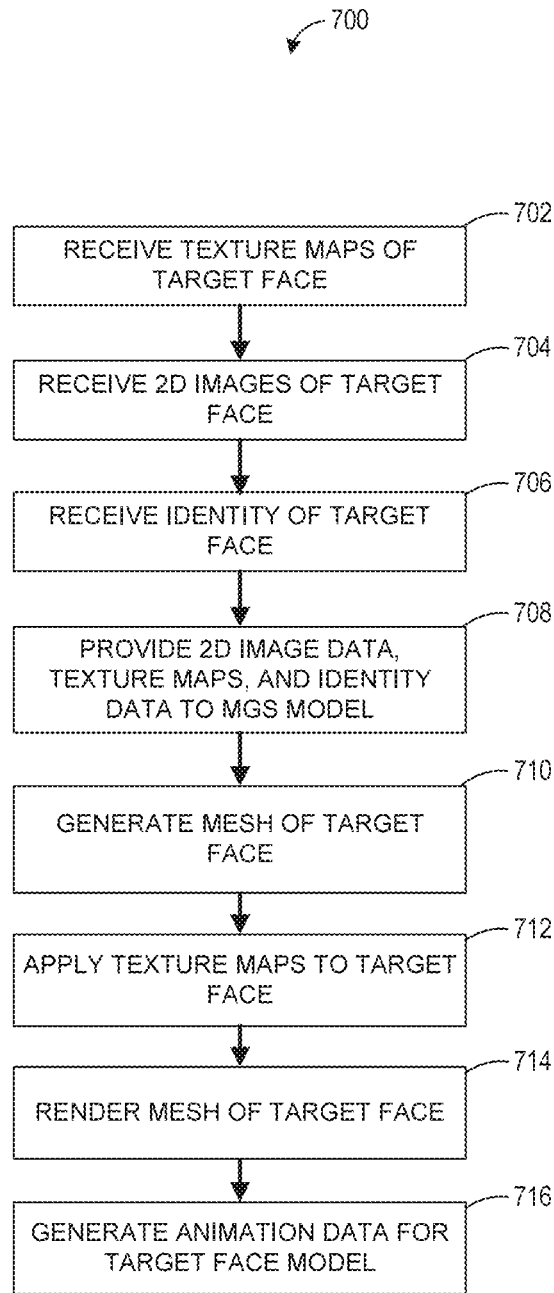 700
702
RECEIVE TEXTURE MAPS OF
TARGET FACE
704
RECEIVE 2D IMAGES OF TARGET
FACE
706
RECEIVE IDENTITY OF TARGET
FACE
708
PROVIDE 2D IMAGE DATA,
TEXTURE MAPS, AND IDENTITY
DATA TO MGS MODEL
710
GENERATE MESH OF TARGET
FACE
712
APPLY TEXTURE MAPS TO TARGET
FACE
714
RENDER MESH OF TARGET FACE
716
GENERATE ANIMATION DATA FOR
TARGET FACE MODEL